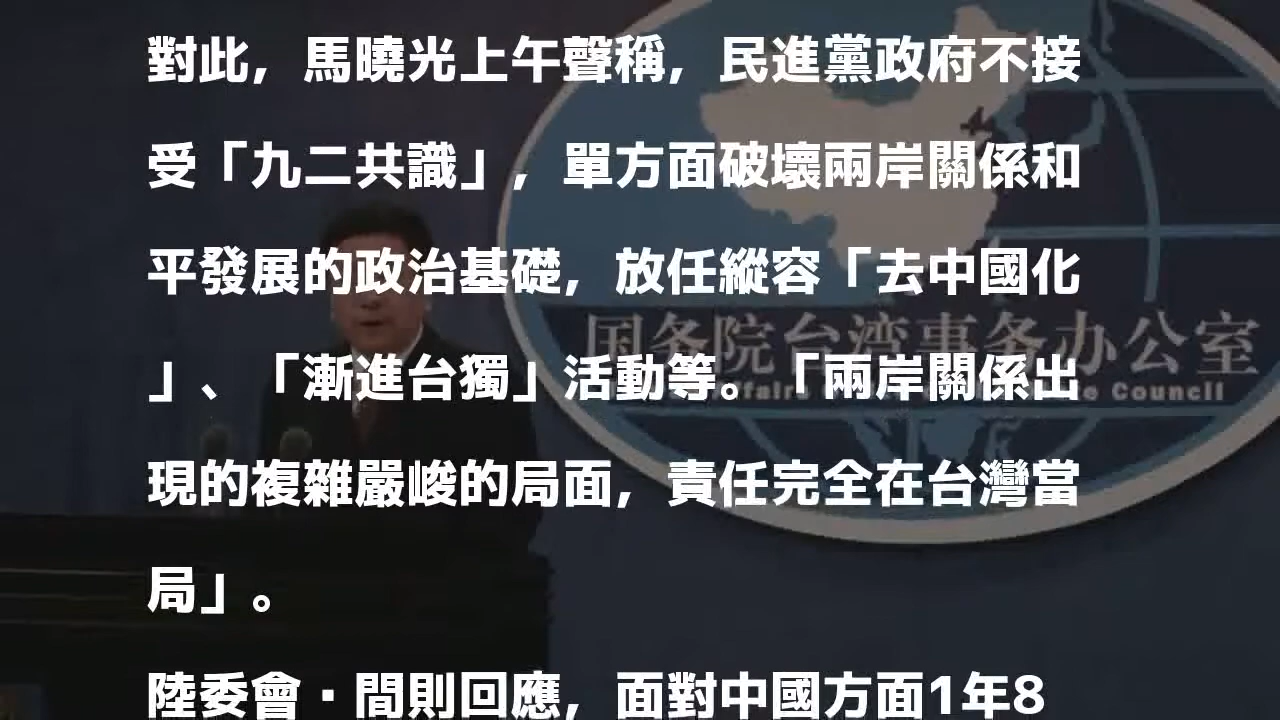 對此，馬曉光上午聲稱，民進黨政府不接
受「九二共識」，單方面破壞兩岸關係和
平發展的政治基礎，放任縱容「去中國化
」、「漸進台獨」活動等。「兩岸關係出
現的複雜嚴峻的局面，責任完全在台灣當
局」。
陸委會·間則回應，面對中國方面1年8
国务院台湾事务办公室
Council